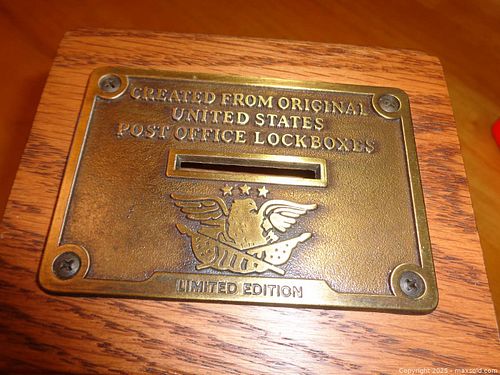 CREATED FROM ORIGINAL
UNITED STATES
POST OFFICE LOCKBOXES
LIMITED EDITION
Copyright 2025 - maxsold.com